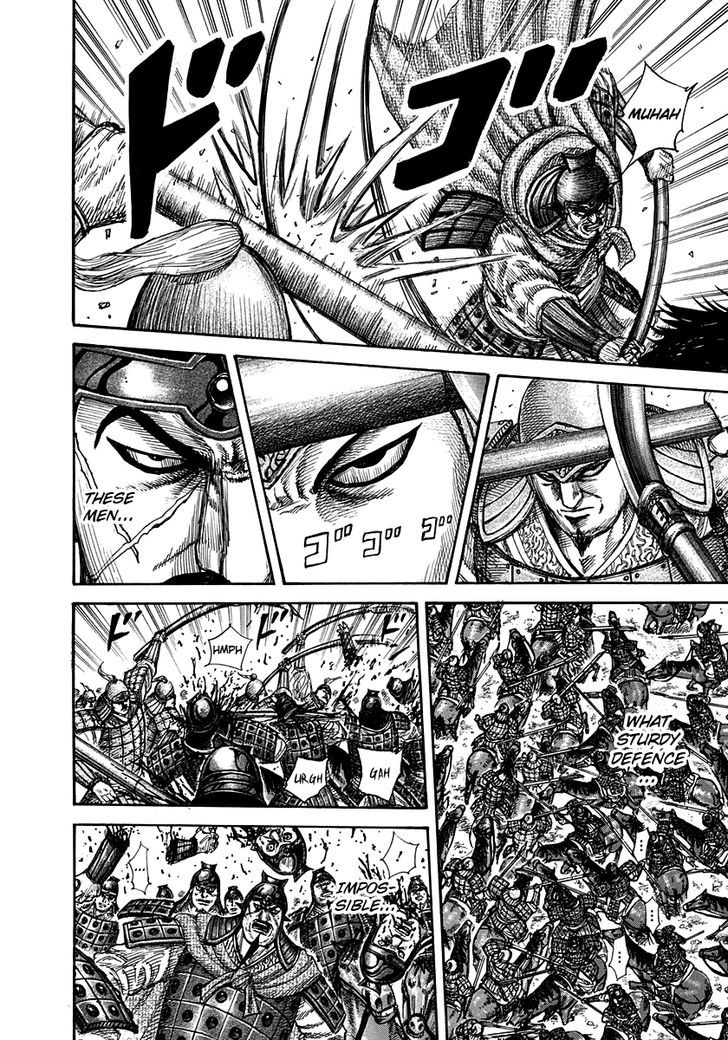 MUHAH
ドゴ"
THESE
MEN...
ゴ ゴ ゴ
WHAT
STURDY
DEFENCE
...
...
ド ド ド
HMPH
URGH
GAH
...
IMPOS-
SIBLE...
...